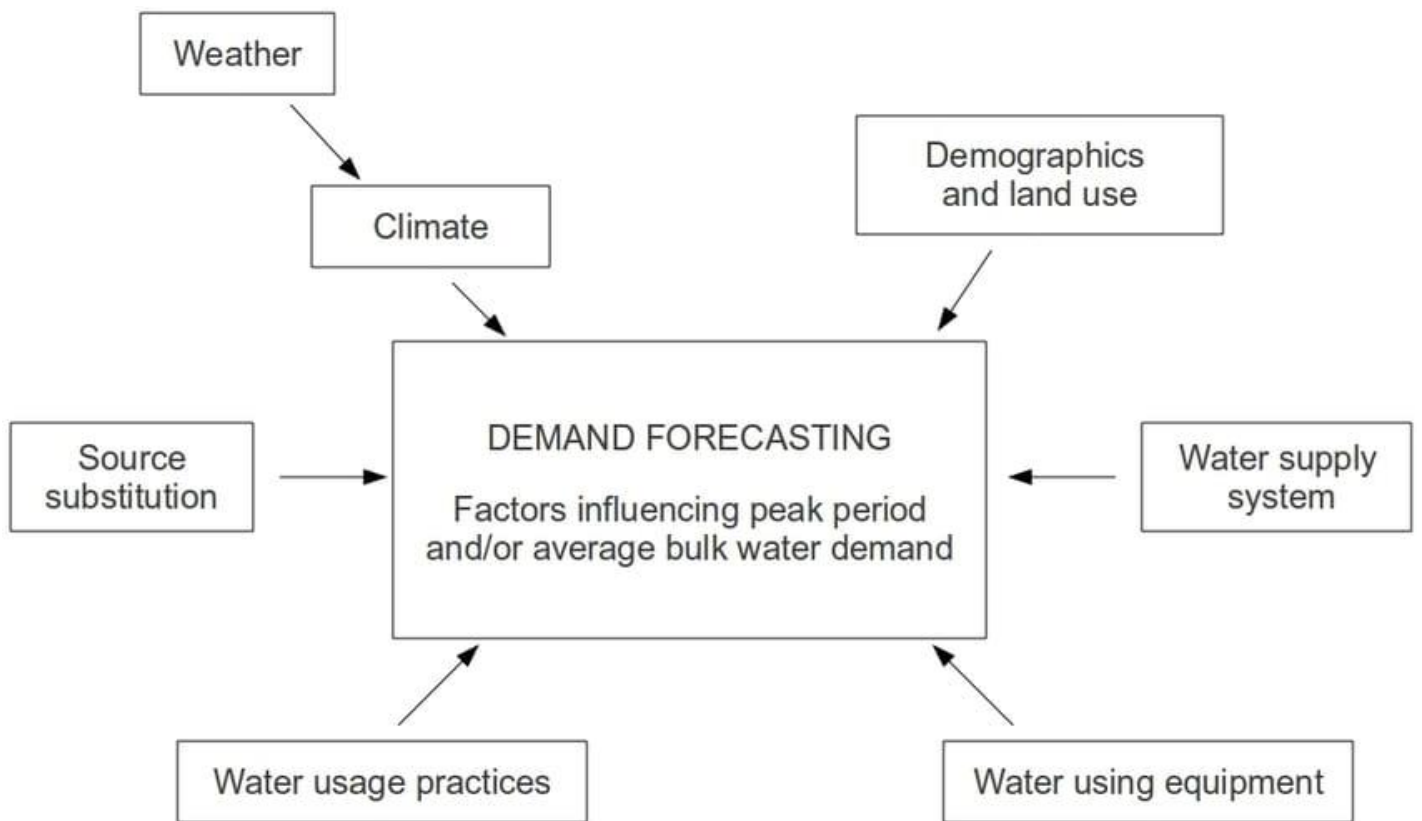 Weather
Demographics
and land use
Climate
DEMAND FORECASTING
Factors influencing peak period
and/or average bulk water demand
Source
substitution
Water supply
system
Water usage practices
Water using equipment